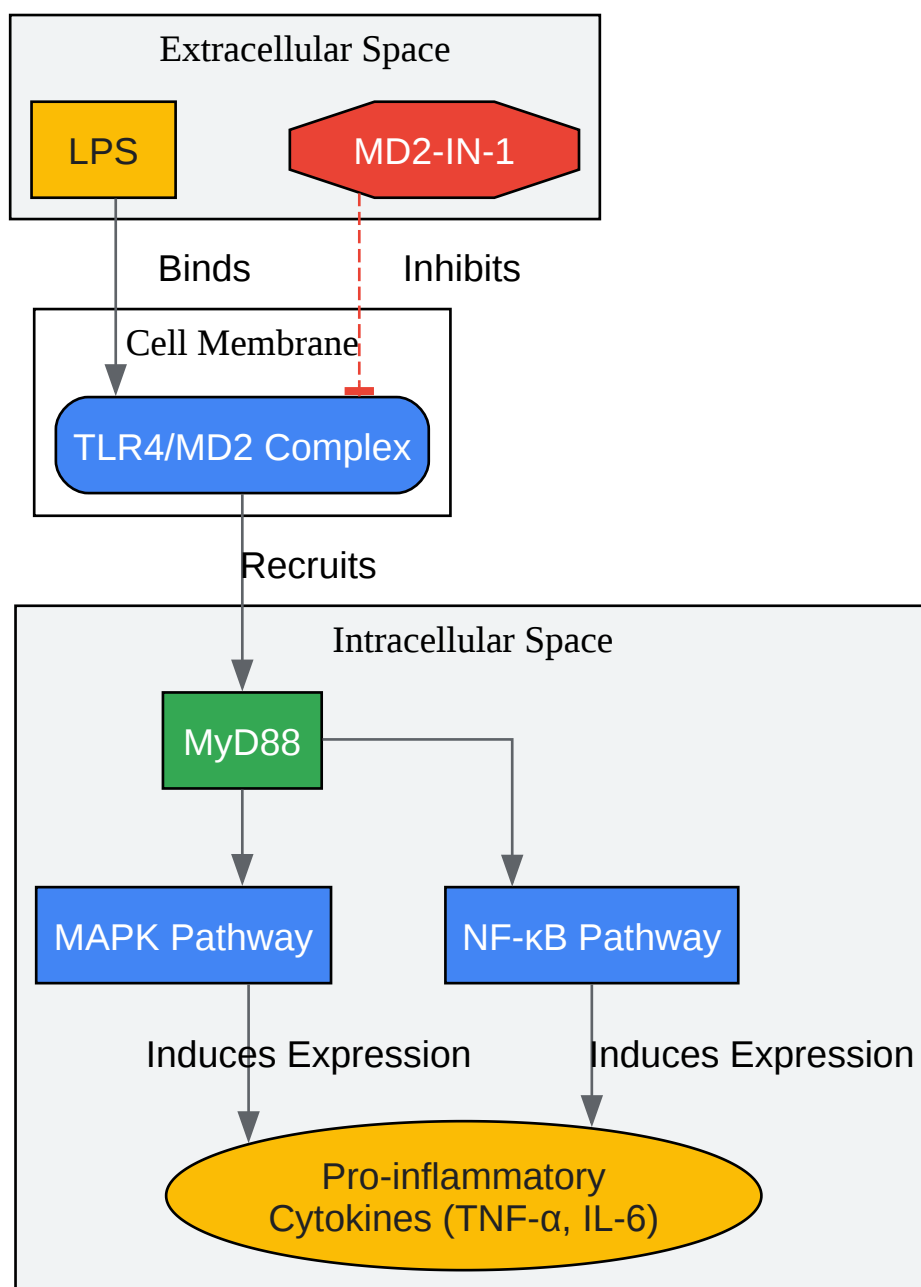 Extracellular Space
LPS
MD2-IN-1
Binds
Inhibits
Cell Membrane
TLR4/MD2 Complex
Recruits
Intracellular Space
MyD88
MAPK Pathway
NF-κB Pathway
Induces Expression
Induces Expression
Pro-inflammatory
Cytokines (TNF-α, IL-6)